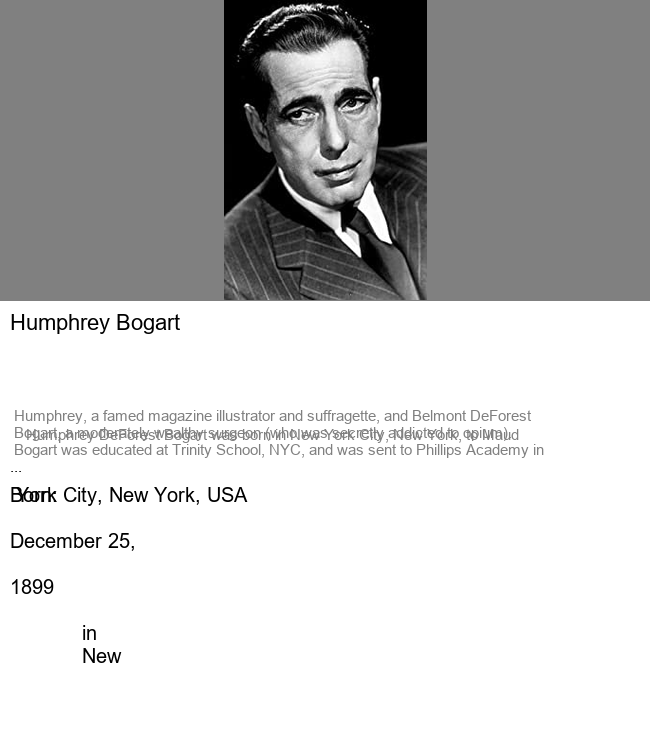 Humphrey Bogart
Humphrey, a famed magazine illustrator and suffragette, and Belmont DeForest
Bogart, a moderately wealthy surgeon (who was secretly addicted to opium).
Humphrey DeForest Bogart was born in New York City, New York, to Maud
Bogart was educated at Trinity School, NYC, and was sent to Phillips Academy in
...
Born:
York City, New York, USA
December 25,
1899
in
New